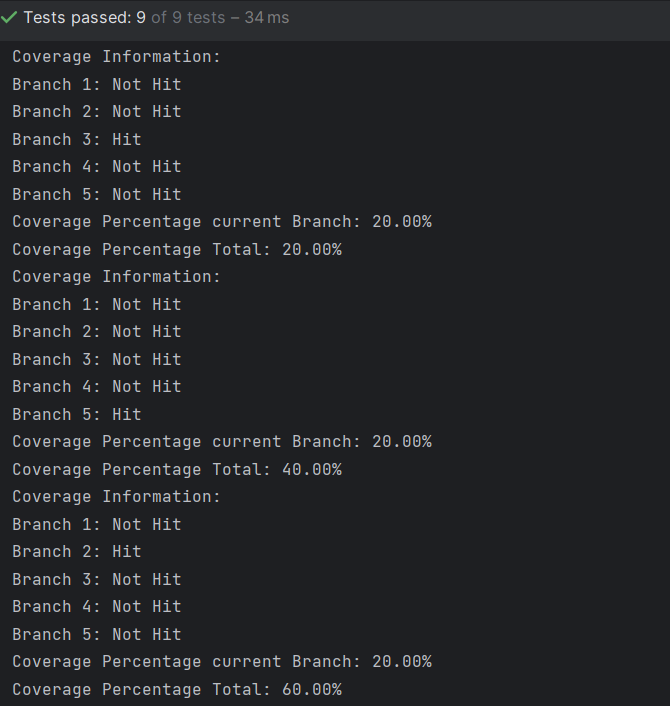 Tests passed: 9 of 9 tests – 34 ms
Coverage Information:
Branch 1: Not Hit
Branch 2: Not Hit
Branch 3: Hit
Branch 4: Not Hit
Branch 5: Not Hit
Coverage Percentage current Branch: 20.00%
Coverage Percentage Total: 20.00%
Coverage Information:
Branch 1: Not Hit
Branch 2: Not Hit
Branch 3: Not Hit
Branch 4: Not Hit
Branch 5: Hit
Coverage Percentage current Branch: 20.00%
Coverage Percentage Total: 40.00%
Coverage Information:
Branch 1: Not Hit
Branch 2: Hit
Branch 3: Not Hit
Branch 4: Not Hit
Branch 5: Not Hit
Coverage Percentage current Branch: 20.00%
Coverage Percentage Total: 60.00%